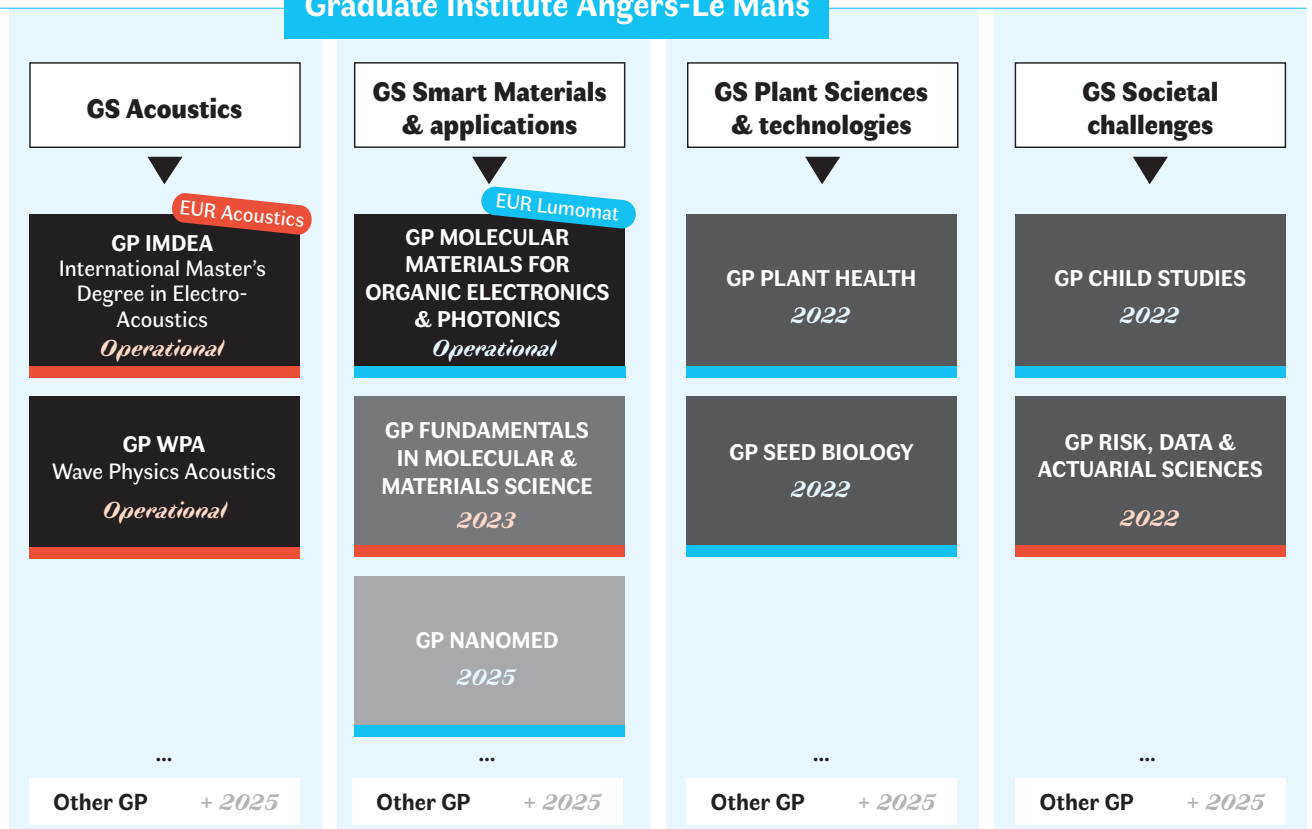 Graduate Institute Angers-Le Mans
GS Acoustics
EUR Acoustics
GP IMDEA
International Master's
Degree in Electro-
Acoustics
Operational
GP WPA
Wave Physics Acoustics
Operational
...
Other GP + 2025
GS Smart Materials
& applications
EUR Lumomat
GP MOLECULAR
MATERIALS FOR
ORGANIC ELECTRONICS
& PHOTONICS
Operational
GP FUNDAMENTALS
IN MOLECULAR &
MATERIALS SCIENCE
2023
GP NANOMED
2025
...
Other GP + 2025
GS Plant Sciences
& technologies
GP PLANT HEALTH
2022
GP SEED BIOLOGY
2022
...
Other GP + 2025
GS Societal
challenges
GP CHILD STUDIES
2022
GP RISK, DATA &
ACTUARIAL SCIENCES
2022
...
Other GP + 2025